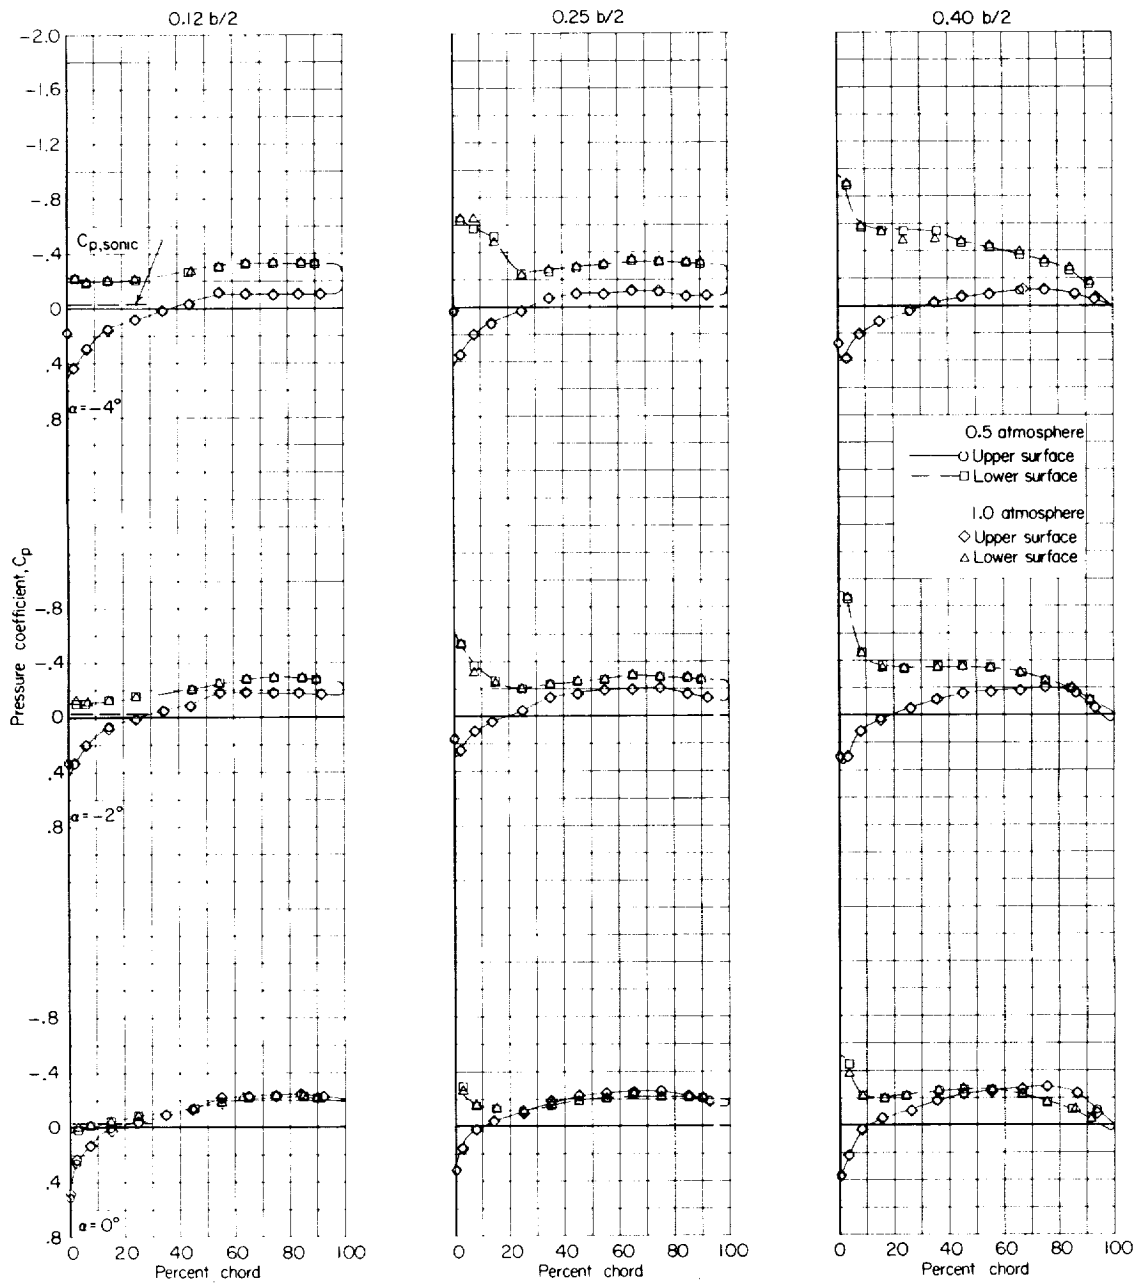 0.12 b/2
0.25 b/2
0.40 b/2
-2.0
-1.6
-1.2
-.8
-.4
0
.4
.8
Cp,sonic
α=-4°
0.5 atmosphere
Upper surface
Lower surface
1.0 atmosphere
Upper surface
Lower surface
Pressure coefficient, Cp
-.8
-.4
0
.4
.8
α=-2°
-.8
-.4
0
.4
.8
α=0°
0 20 40 60 80 100
0 20 40 60 80 100
0 20 40 60 80 100
Percent chord
Percent chord
Percent chord